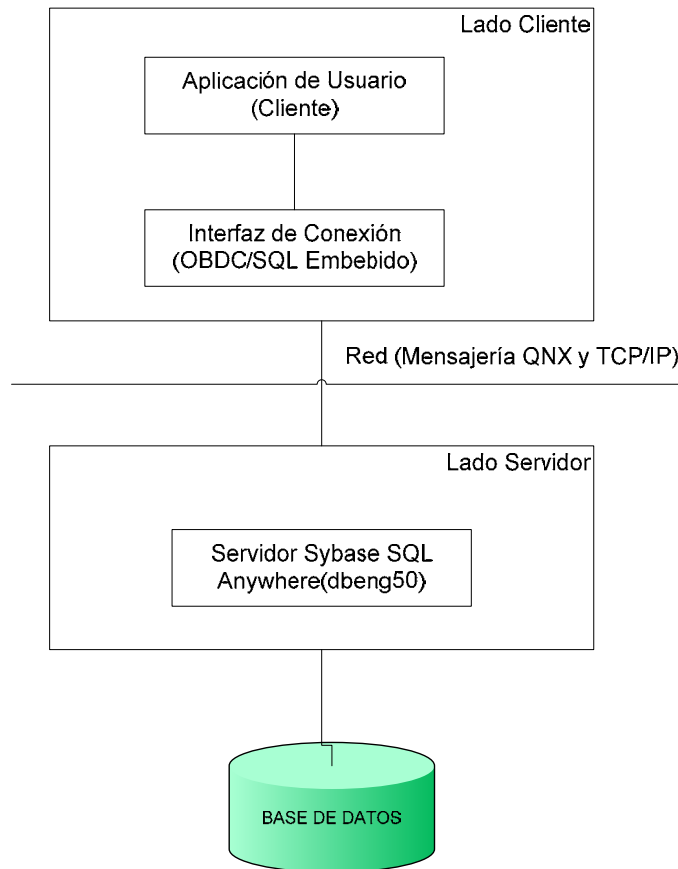 Lado Cliente
Aplicación de Usuario
(Cliente)
Interfaz de Conexión
(OBDC/SQL Embebido)
Red (Mensajería QNX y TCP/IP)
Lado Servidor
Servidor Sybase SQL
Anywhere(dbeng50)
BASE DE DATOS